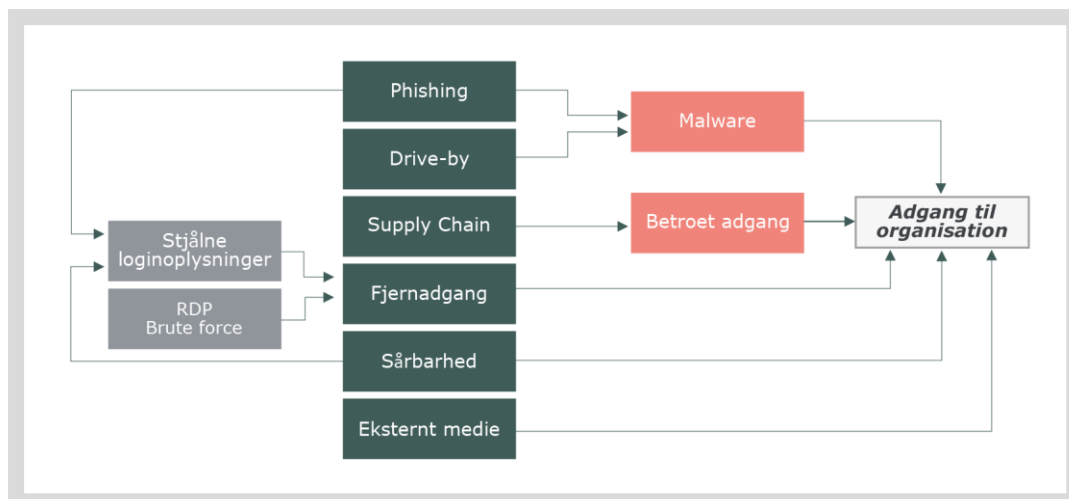 Phishing
Drive-by
Supply Chain
Fjernadgang
Sårbarhed
Eksternt medie
Stjålne
loginoplysninger
RDP
Brute force
Malware
Betroet adgang
Adgang til
organisation